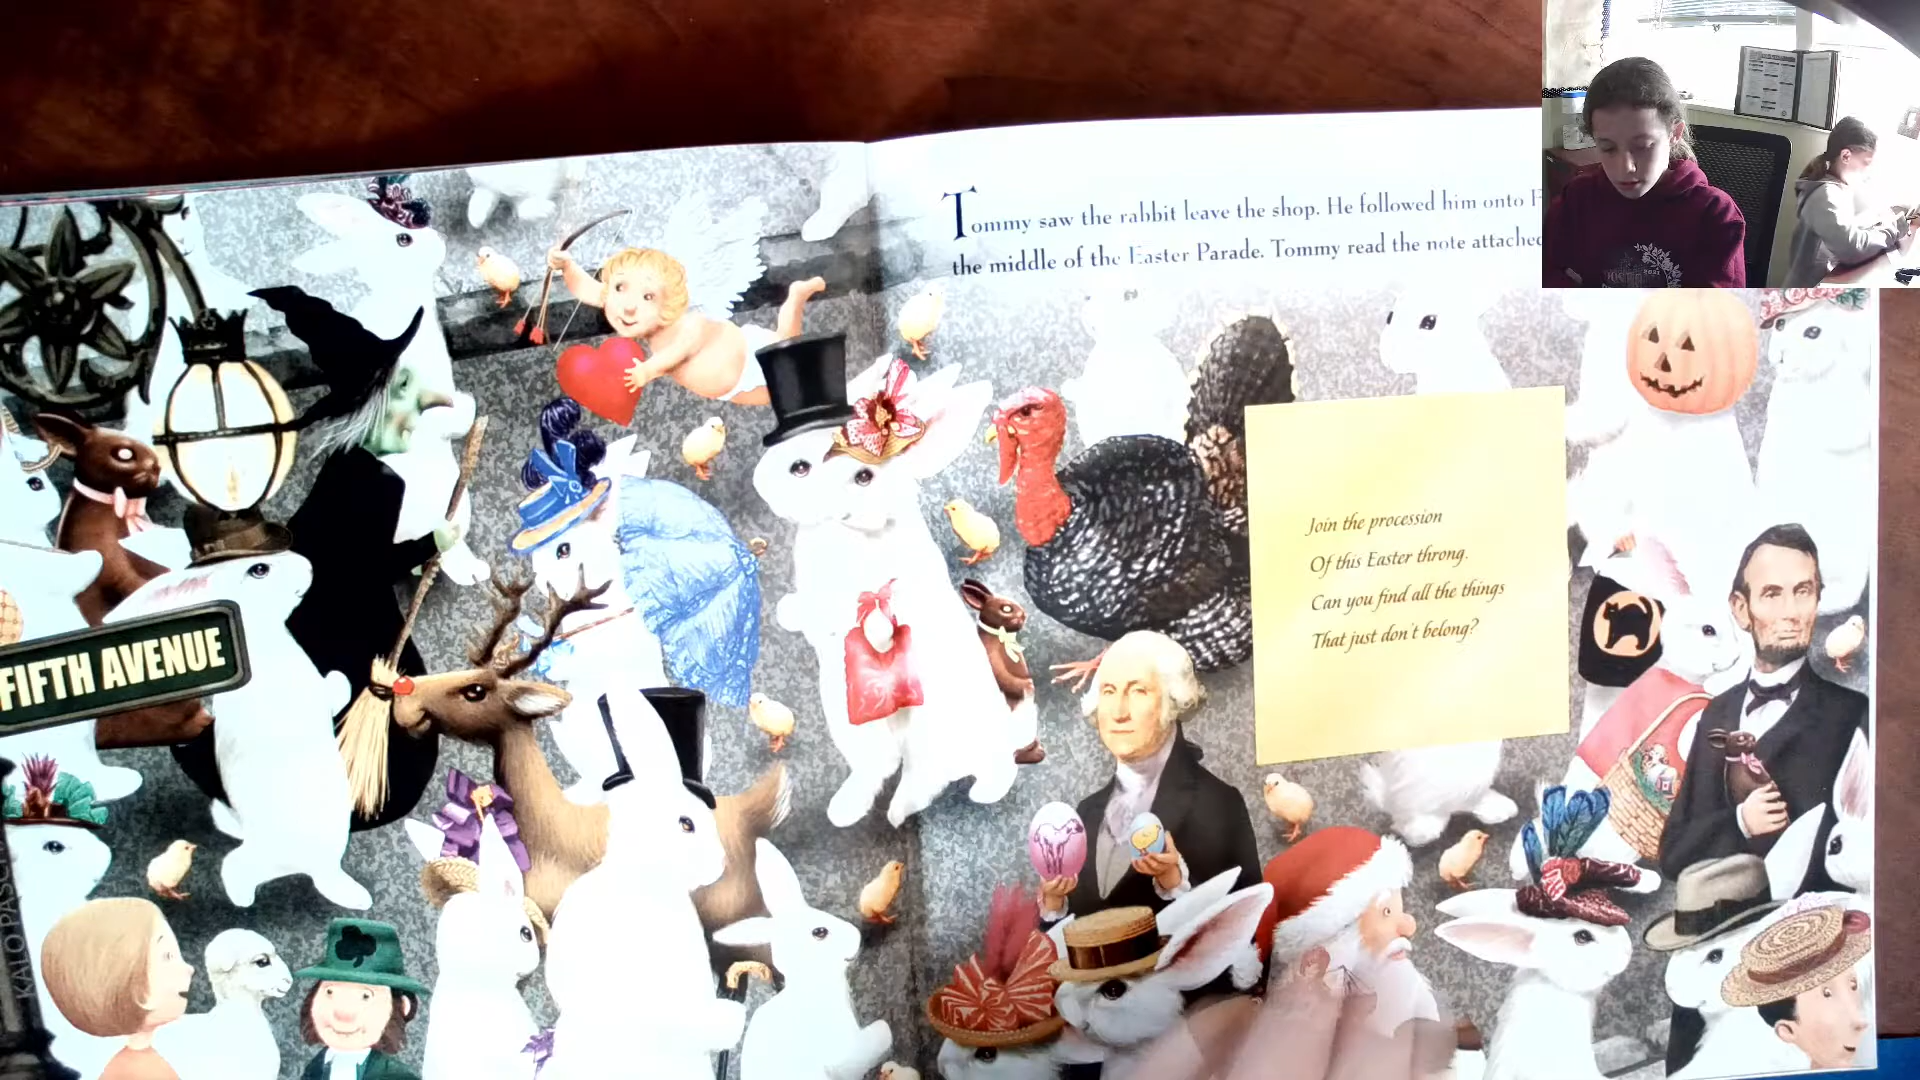 Tommy saw the rabbit leave the shop. He followed him onto
the middle of the Easter Parade. Tommy read the note attached
Join the procession
Of this Easter throng.
Can you find all the things
That just don't belong?
FIFTH AVENUE